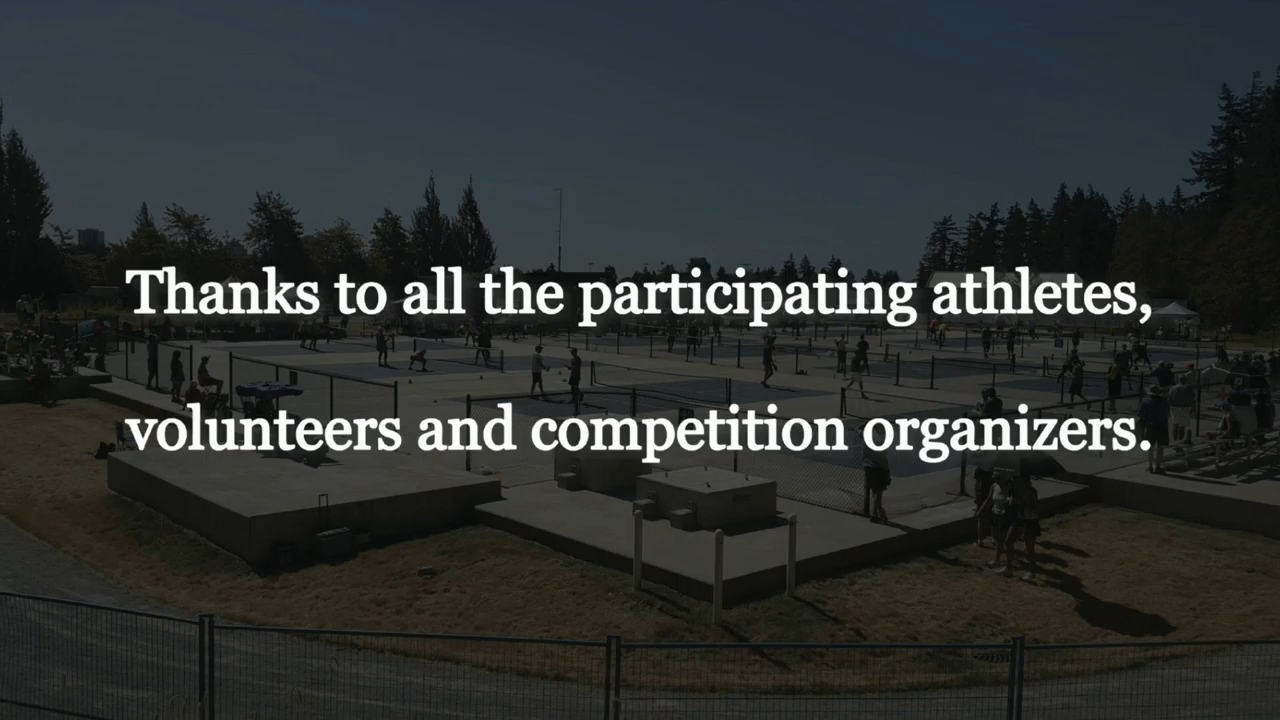 Thanks to all the participating athletes,
volunteers and competition organizers.